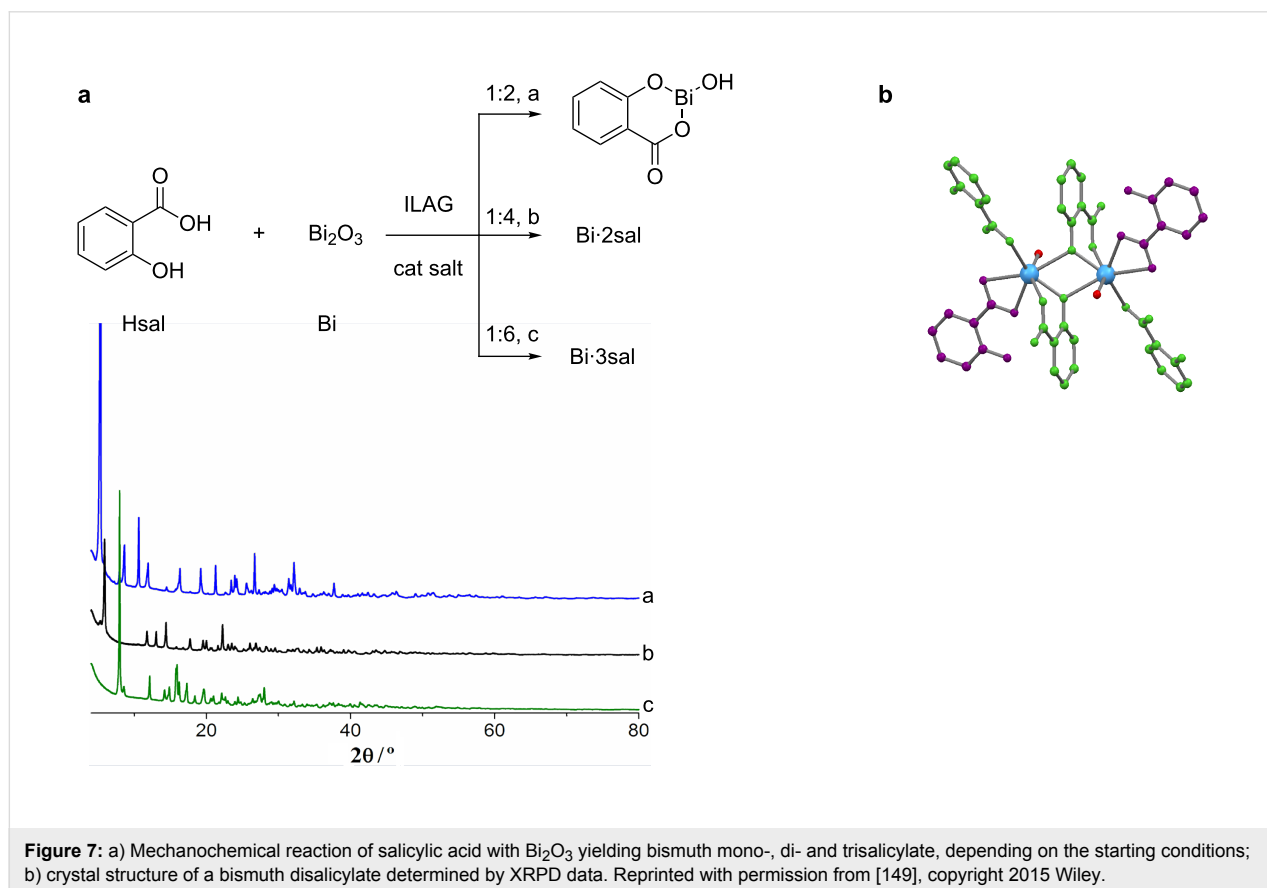 a
b
O
Bi
OH
O
O
1:2, a
O
OH
OH
+
Bi₂O₃
ILAG
cat salt
1:4, b
Bi·2sal
Hsal
Bi
1:6, c
Bi·3sal
a
b
c
20
40
60
80
2θ / º
Figure 7: a) Mechanochemical reaction of salicylic acid with Bi₂O₃ yielding bismuth mono-, di- and trisalicylate, depending on the starting conditions;
b) crystal structure of a bismuth disalicylate determined by XRPD data. Reprinted with permission from [149], copyright 2015 Wiley.